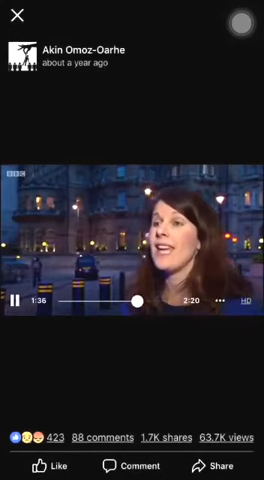 Akin Omoz-Oarhe
about a year ago
BBC
1:36
2:20
HD
423 88 comments 1.7K shares 63.7K views
Like Comment Share